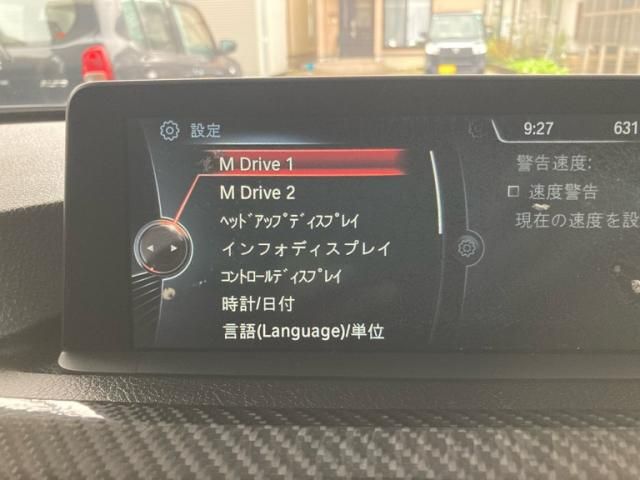 設定
M Drive 1
M Drive 2
ﾍｯﾄﾞｱｯﾌﾟﾃﾞｨｽﾌﾟﾚｲ
インフォディスプレイ
ｺﾝﾄﾛｰﾙﾃﾞｨｽﾌﾟﾚｲ
時計/日付
言語(Language)/単位
9:27
631
警告速度:
速度警告
現在の速度を設